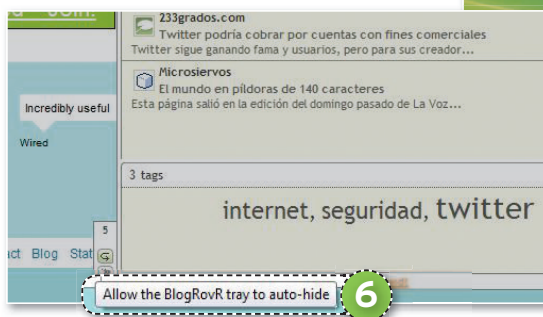 Join!
233grados.com
Twitter podría cobrar por cuentas con fines comerciales
Twitter sigue ganando fama y usuarios, pero para sus creador...
Microsiervos
El mundo en píldoras de 140 caracteres
Esta página salió en la edición del domingo pasado de La Voz...
Incredibly useful
Wired
3 tags
internet, seguridad, twitter
5
Blog
Allow the BlogRovR tray to auto-hide
6